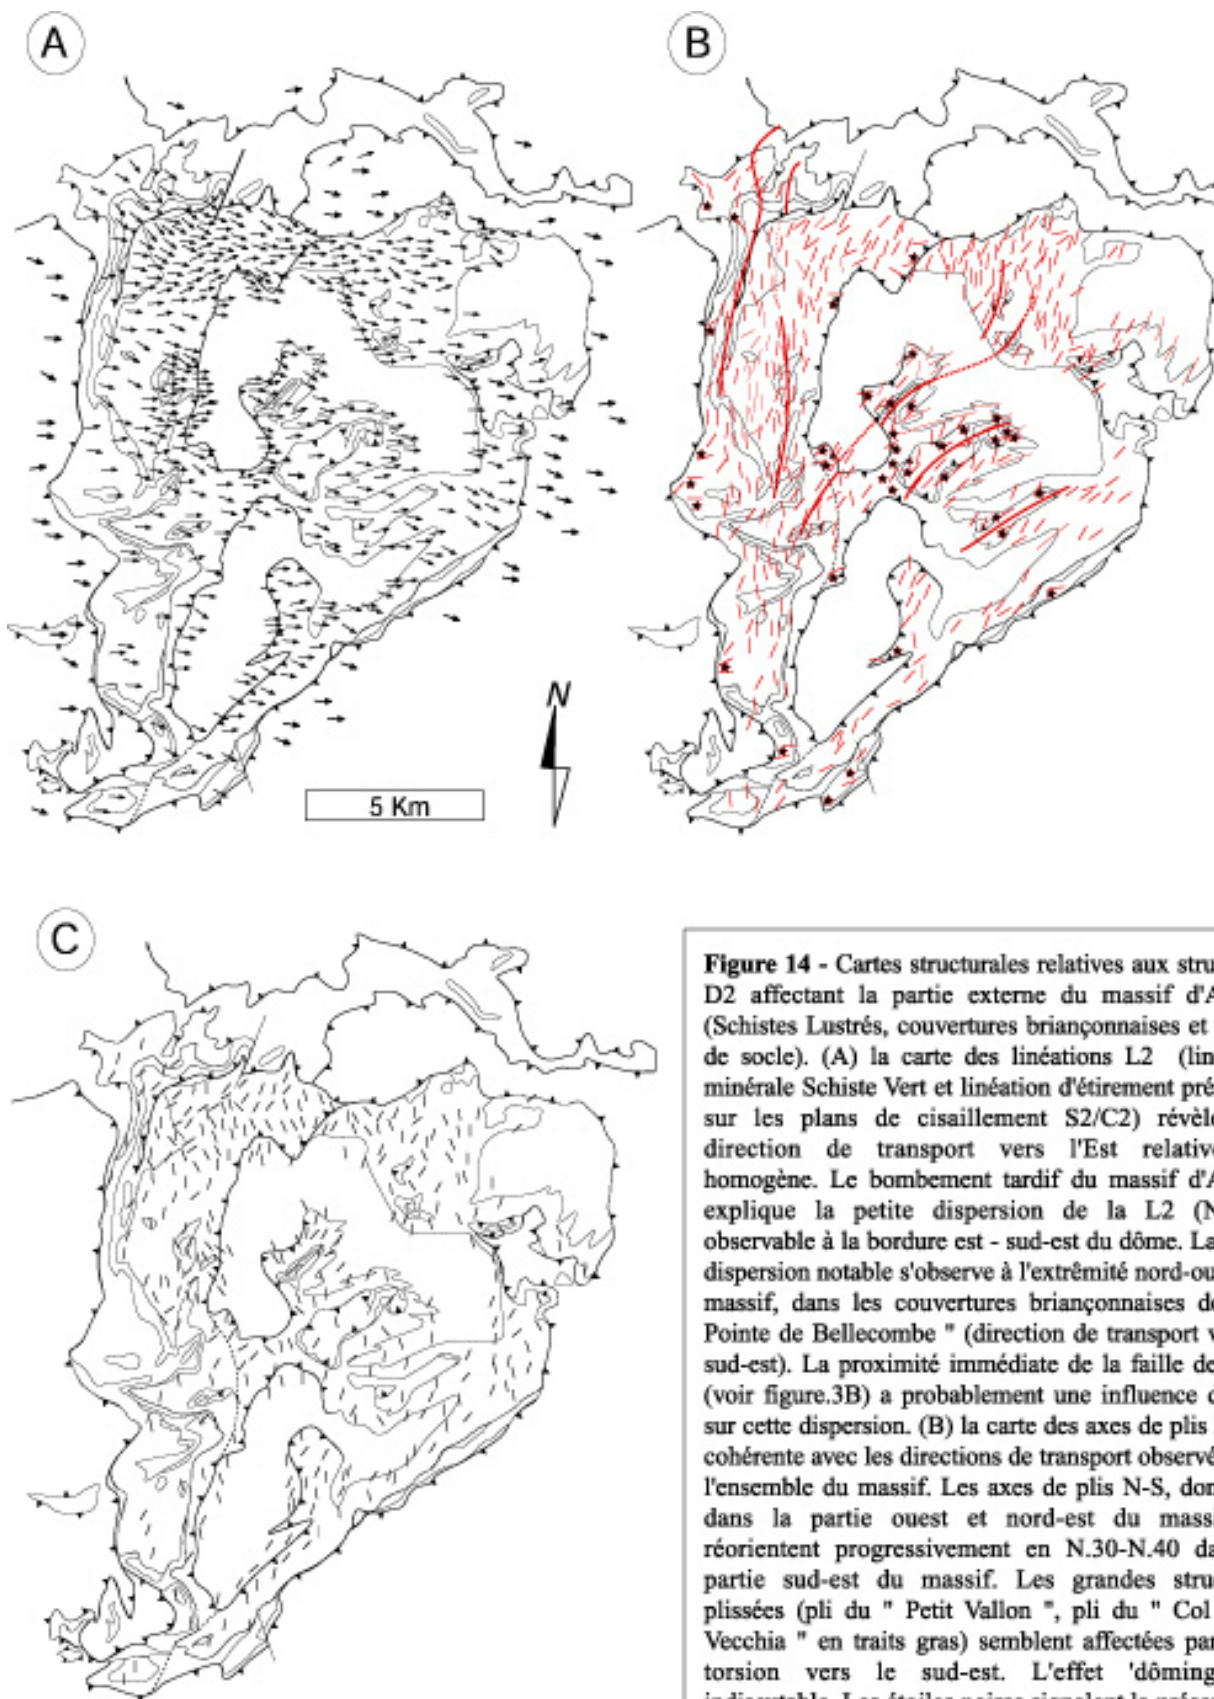 A
B
N
5 Km
C
Figure 14 - Cartes structurales relatives aux stru
D2 affectant la partie externe du massif d'A
(Schistes Lustrés, couvertures briançonnaises et
de socle). (A) la carte des linéations L2 (lin
minérale Schiste Vert et linéation d'étirement pré
sur les plans de cisaillement S2/C2) révèl
direction de transport vers l'Est relativ
homogène. Le bombement tardif du massif d'A
explique la petite dispersion de la L2 (N
observable à la bordure est - sud-est du dôme. La
dispersion notable s'observe à l'extrêmité nord-ou
massif, dans les couvertures briançonnaises d
Pointe de Bellecombe " (direction de transport v
sud-est). La proximité immédiate de la faille de
(voir figure.3B) a probablement une influence d
sur cette dispersion. (B) la carte des axes de plis
cohérente avec les directions de transport observé
l'ensemble du massif. Les axes de plis N-S, don
dans la partie ouest et nord-est du mass
réorientent progressivement en N.30-N.40 da
partie sud-est du massif. Les grandes stru
plissées (pli du " Petit Vallon ", pli du " Col
Vecchia " en traits gras) semblent affectées par
torsion vers le sud-est. L'effet 'dômin